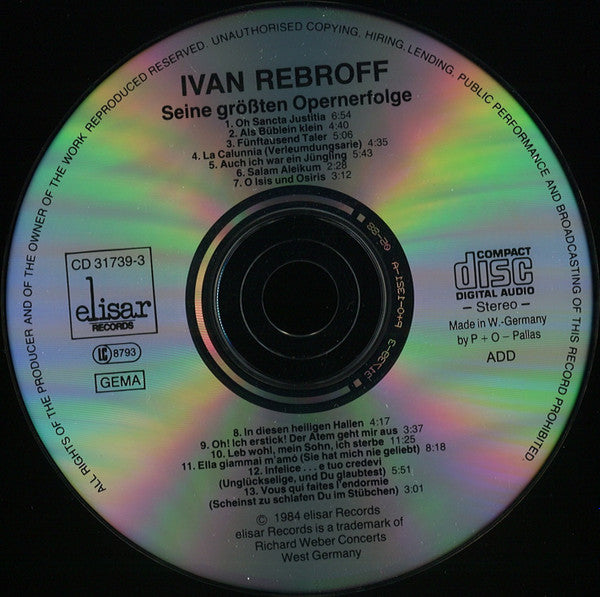 ALL RIGHTS OF THE PRODUCER AND OF THE OWNER OF THE WORK REPRODUCED RESERVED. UNAUTHORISED COPYING, HIRING, LENDING, PUBLIC PERFORMANCE AND BROADCASTING OF THIS RECORD PROHIBITED.
IVAN REBROFF
Seine größten Opernerfolge
1. Oh Sancta Justitia 6:54
2. Als Büblein klein 4:40
3. Fünftausend Taler 5:06
4. La Calunnia (Verleumdungsarie) 4:35
5. Auch ich war ein Jüngling 5:43
6. Salam Aleikum 2:28
7. O Isis und Osiris 3:12
CD 31739-3
elisar
RECORDS
LC 8793
GEMA
COMPACT
disc
DIGITAL AUDIO
– Stereo –
Made in W.-Germany
by P + O – Pallas
ADD
31739-3 P+O-1351-A
8. In diesen heiligen Hallen 4:17
9. Oh! Ich erstick! Der Atem geht mir aus 3:37
10. Leb wohl, mein Sohn, ich sterbe 11:25
11. Ella giammai m'amó (Sie hat mich nie geliebt) 8:18
12. Infelice . . . e tuo credevi
(Unglückselige, und Du glaubtest) 5:51
13. Vous qui faites l'endormie
(Scheinst zu schlafen Du im Stübchen) 3:01
© 1984 elisar Records
elisar Records is a trademark of
Richard Weber Concerts
West Germany